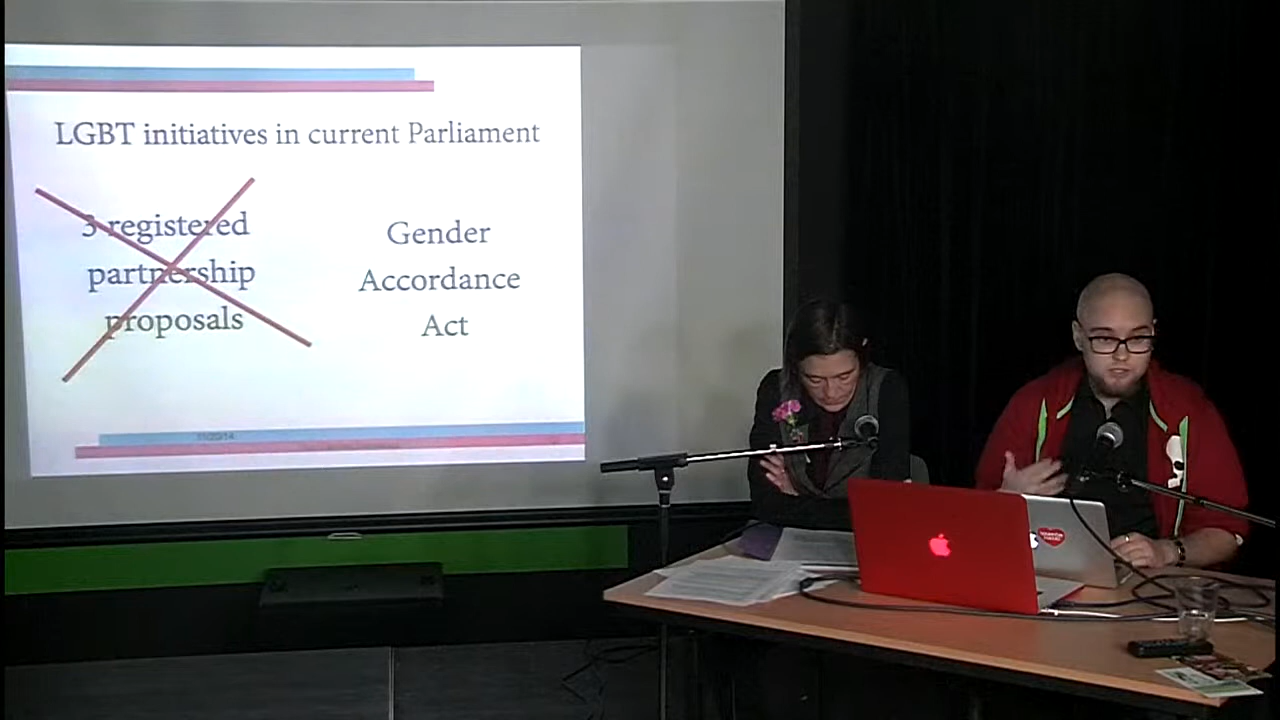 LGBT initiatives in current Parliament
3 registered
partnership
proposals
Gender
Accordance
Act